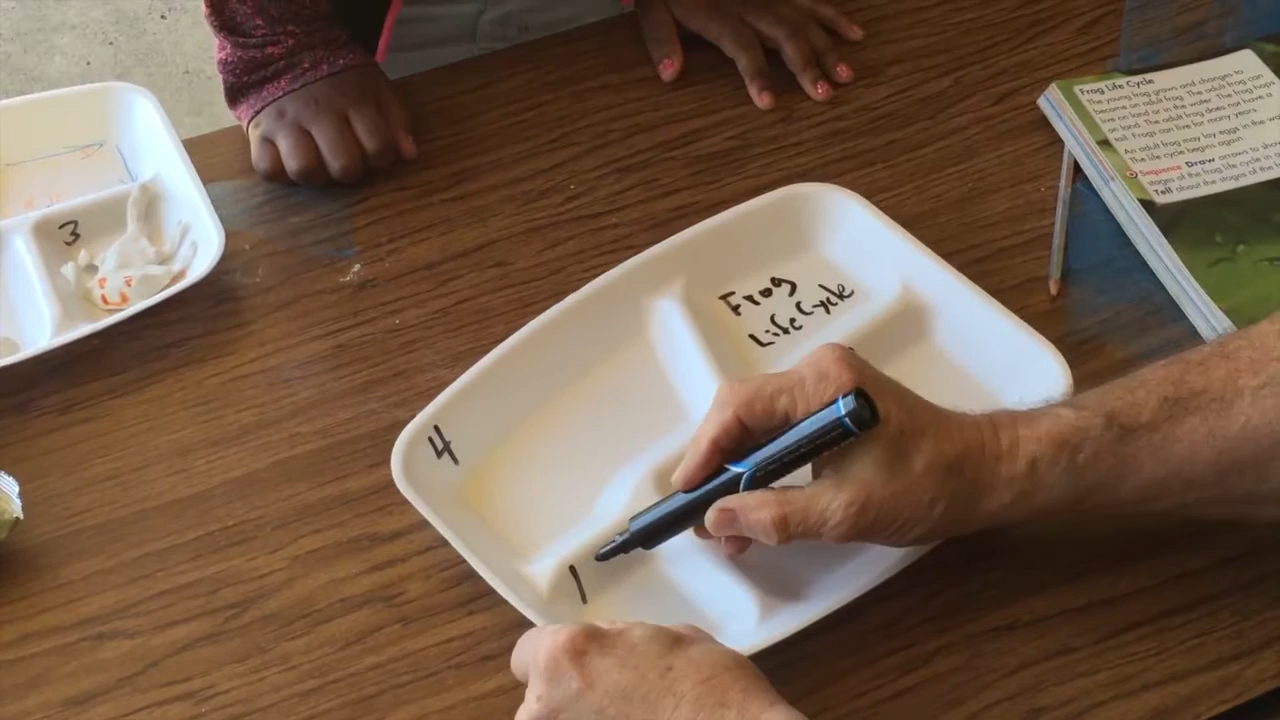 3
Frog
Life Cycle
4
1
Frog Life Cycle
The young frog grows and changes to
become an adult frog. The adult frog can
live on land or in the water. The frog hops
on land. The adult frog does not have a
tail. Frogs can live for many years.
An adult frog may lay eggs in the
The life cycle begins again.
Sequence Draw arrows to
stages of the frog life cycle in
Tell about the stages of the